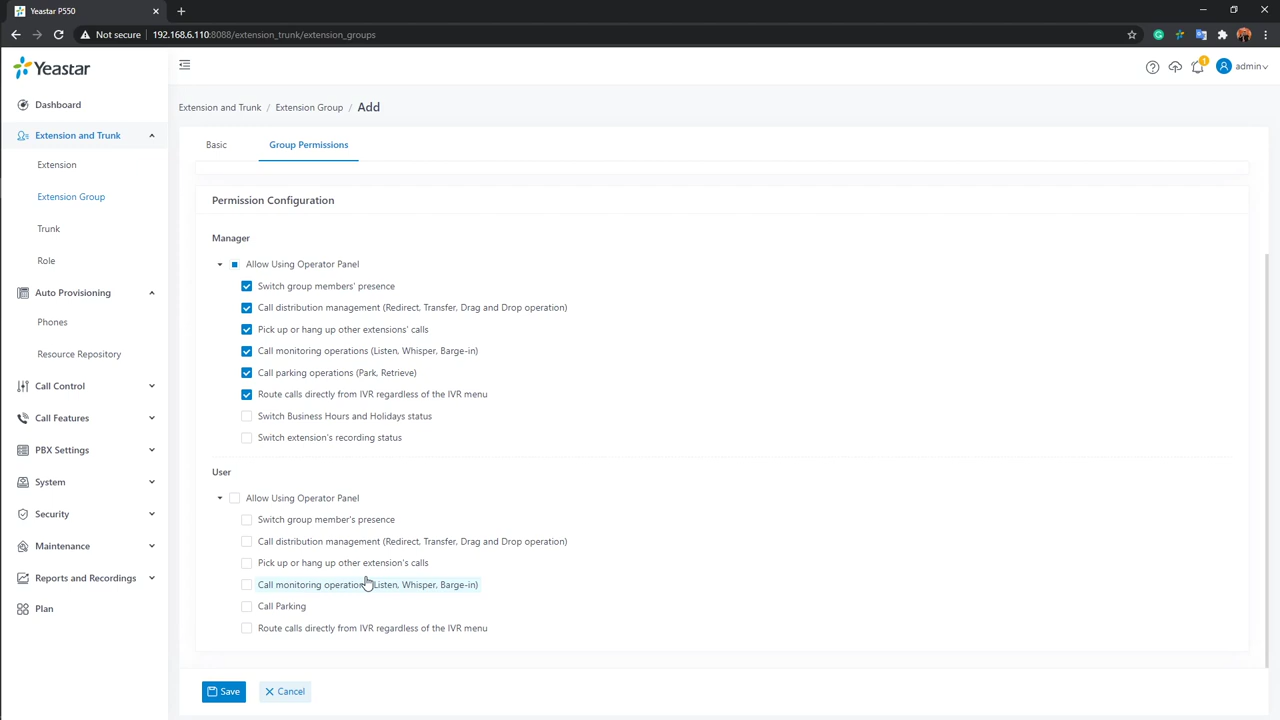 Yeastar P550
Not secure 192.168.6.110:8088/extension_trunk/extension_groups
Yeastar
1
admin
Dashboard
Extension and Trunk
Extension
Extension Group
Trunk
Role
Auto Provisioning
Phones
Resource Repository
Call Control
Call Features
PBX Settings
System
Security
Maintenance
Reports and Recordings
Plan
Extension and Trunk / Extension Group / Add
Basic Group Permissions
Permission Configuration
Manager
Allow Using Operator Panel
Switch group members' presence
Call distribution management (Redirect, Transfer, Drag and Drop operation)
Pick up or hang up other extensions' calls
Call monitoring operations (Listen, Whisper, Barge-in)
Call parking operations (Park, Retrieve)
Route calls directly from IVR regardless of the IVR menu
Switch Business Hours and Holidays status
Switch extension's recording status
User
Allow Using Operator Panel
Switch group member's presence
Call distribution management (Redirect, Transfer, Drag and Drop operation)
Pick up or hang up other extension's calls
Call monitoring operation Listen, Whisper, Barge-in)
Call Parking
Route calls directly from IVR regardless of the IVR menu
Save Cancel